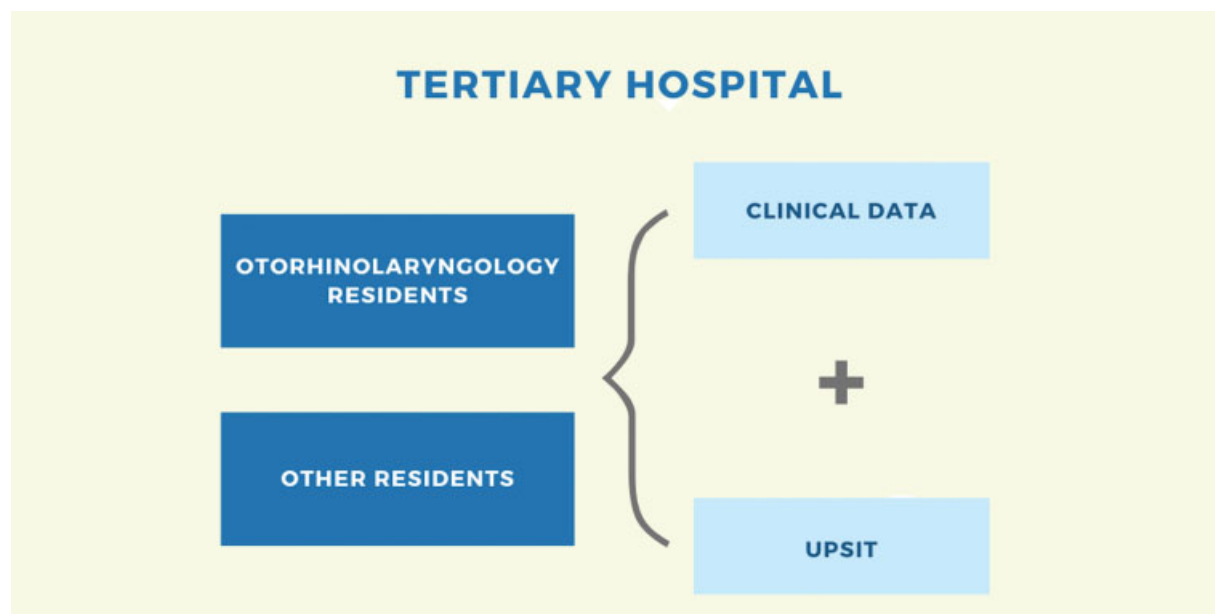 TERTIARY HOSPITAL
OTORHINOLARYNGOLOGY
RESIDENTS
OTHER RESIDENTS
CLINICAL DATA
+
UPSIT